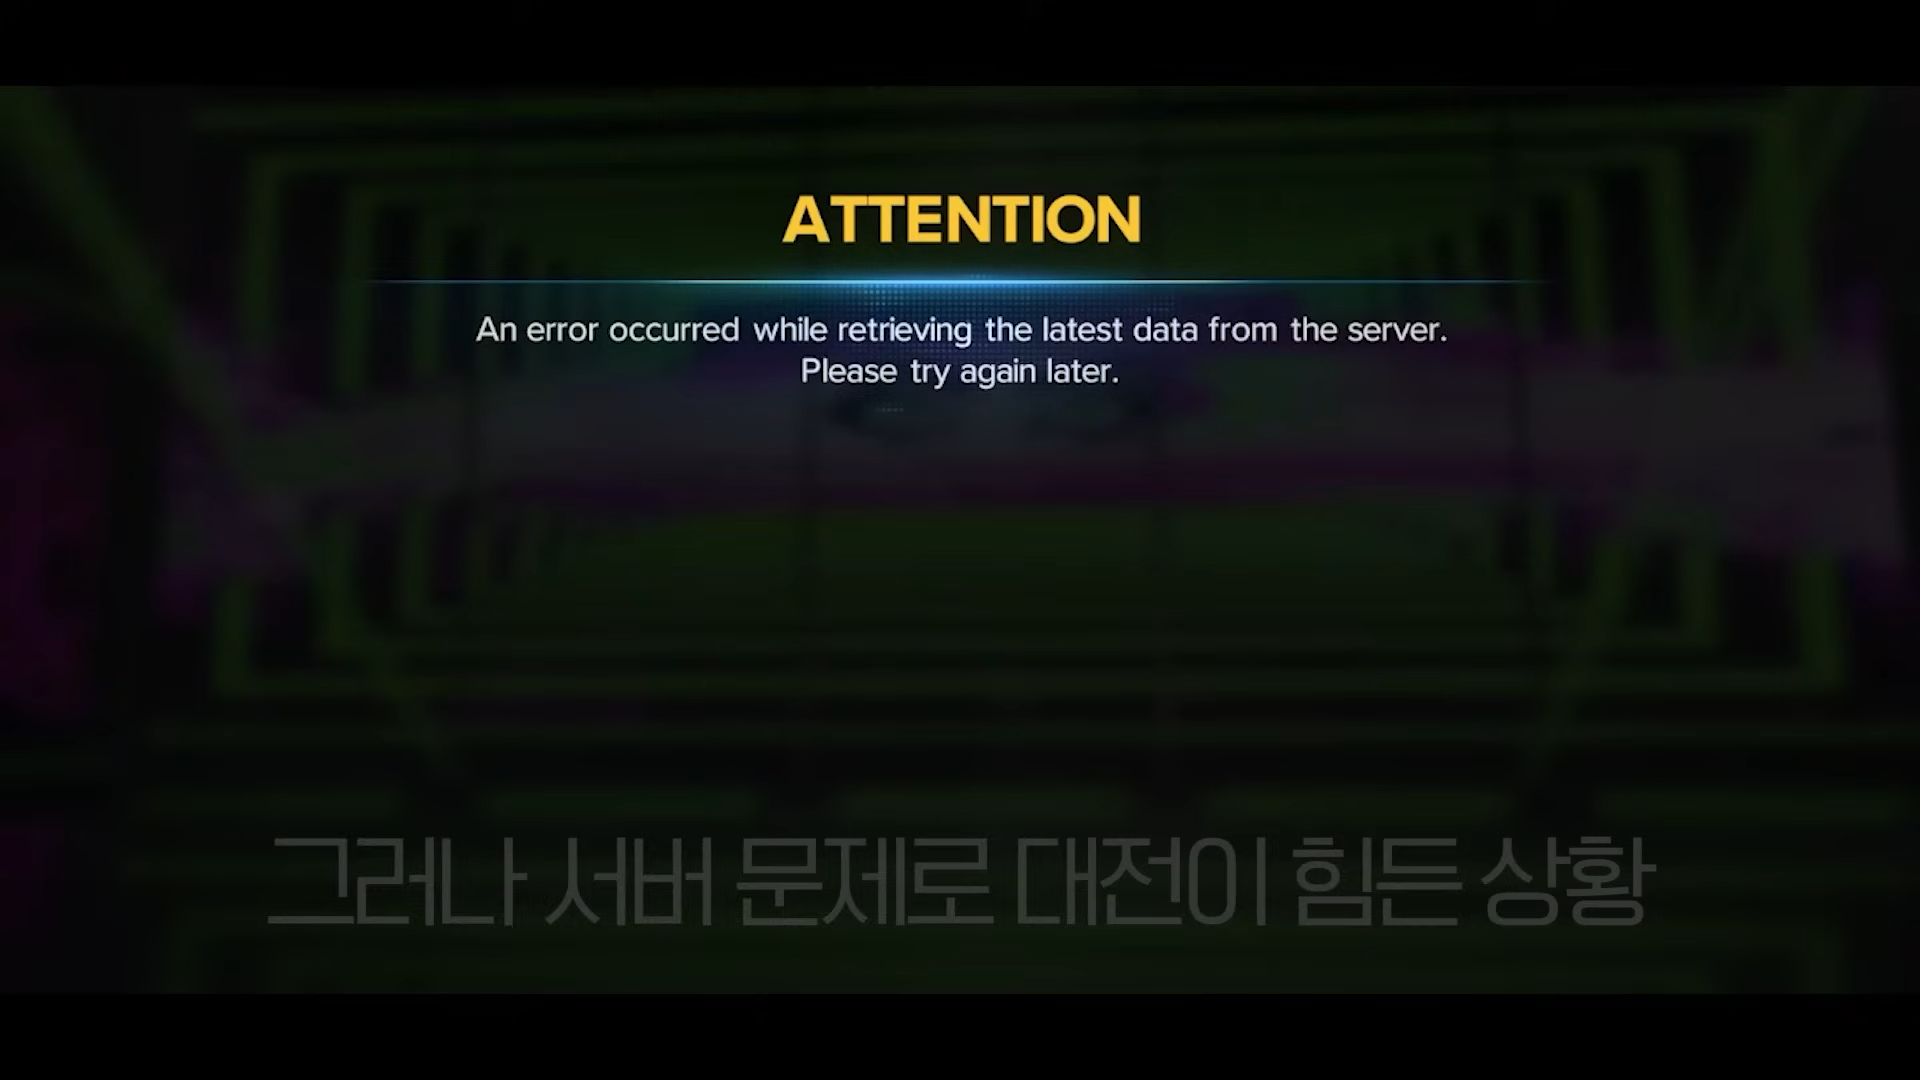 ATTENTION
An error occurred while retrieving the latest data from the server.
Please try again later.
그러나 서버 문제로 대전이 힘든 상황